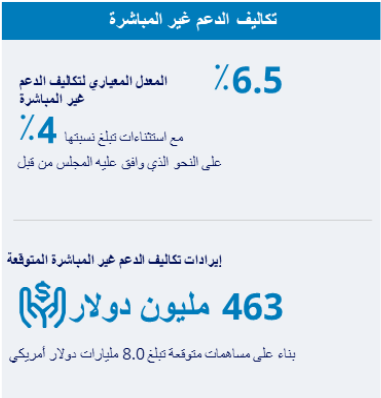 تكاليف الدعم غير المباشرة
6.5٪ المعدل المعياري لتكاليف الدعم
غير المباشرة
مع استثناءات تبلغ نسبتها 4٪
على النحو الذي وافق عليه المجلس من قبل
إيرادات تكاليف الدعم غير المباشرة المتوقعة
463 مليون دولار
بناء على مساهمات متوقعة تبلغ 8.0 مليارات دولار أمريكي